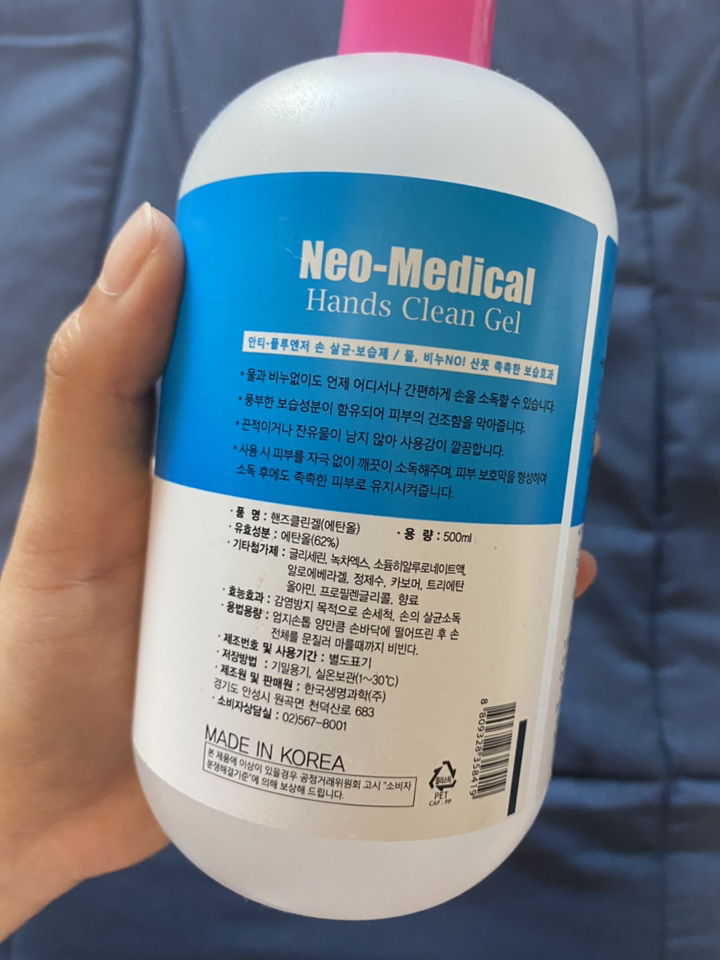 Neo-Medical
Hands Clean Gel
안티-플루엔저 손 살균·보습제 / 물, 비누NO! 산뜻 촉촉한 보습효과
*물과 비누없이도 언제 어디서나 간편하게 손을 소독할 수 있습니다.
*풍부한 보습성분이 함유되어 피부의 건조함을 막아줍니다.
*끈적이거나 잔유물이 남지 않아 사용감이 깔끔합니다.
*사용 시 피부를 자극 없이 깨끗이 소독해주며, 피부 보호막을 형성하여
소독 후에도 촉촉한 피부로 유지시켜줍니다.
·품 명 : 핸즈클린겔(에탄올) ·용 량 : 500ml
·유효성분 : 에탄올(62%)
·기타첨가제 : 글리세린, 녹차엑스, 소듐히알루로네이트액,
알로에베라겔, 정제수, 카보머, 트리에탄
올아민, 프로필렌글리콜, 향료
·효능효과 : 감염방지 목적으로 손세척, 손의 살균소독
·용법용량 : 엄지손톱 양만큼 손바닥에 떨어뜨린 후 손
전체를 문질러 마를때까지 비빈다.
·제조번호 및 사용기간 : 별도표기
·저장방법 : 기밀용기, 실온보관(1~30℃)
·제조원 및 판매원 : 한국생명과학(주)
경기도 안성시 원곡면 천덕산로 683
·소비자상담실 : 02)567-8001
MADE IN KOREA
본 제품에 이상이 있을경우 공정거래위원회 고시 "소비자
분쟁해결기준"에 의해 보상해 드립니다.
플라스틱
PET
CAP : PP
8 809328 358419